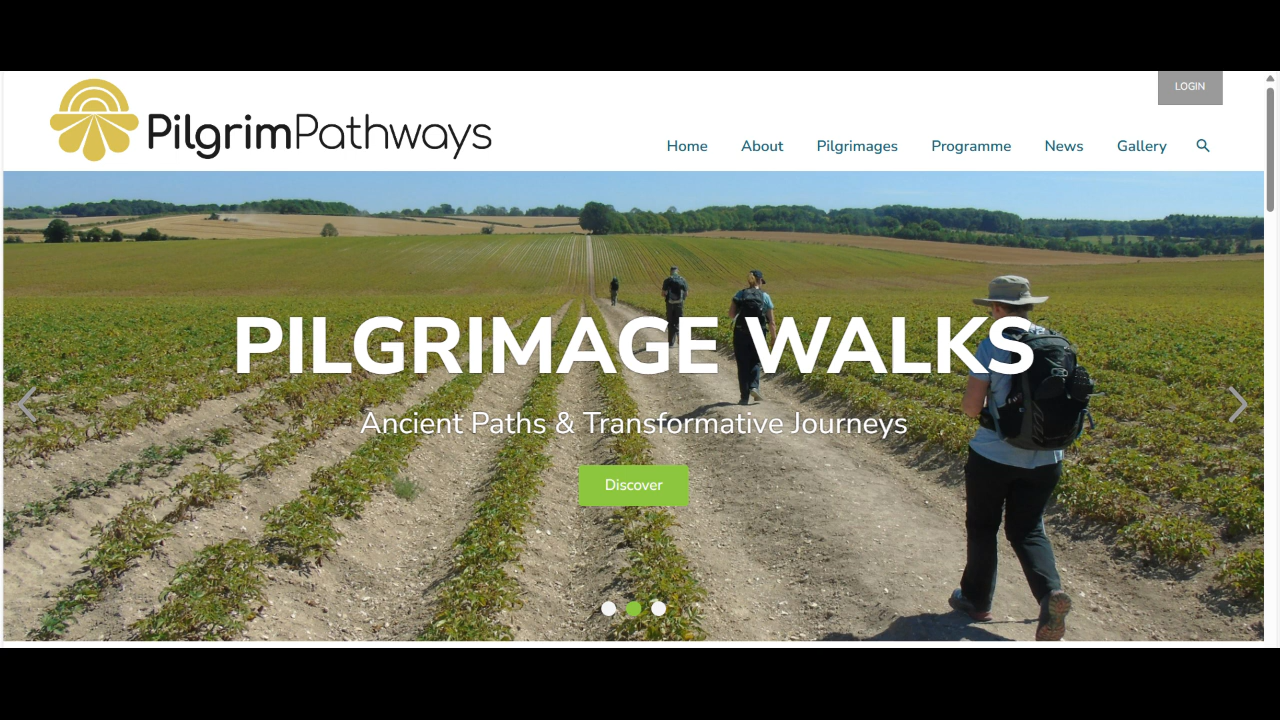 LOGIN
PilgrimPathways
Home About Pilgrimages Programme News Gallery
PILGRIMAGE WALKS
Ancient Paths & Transformative Journeys
Discover